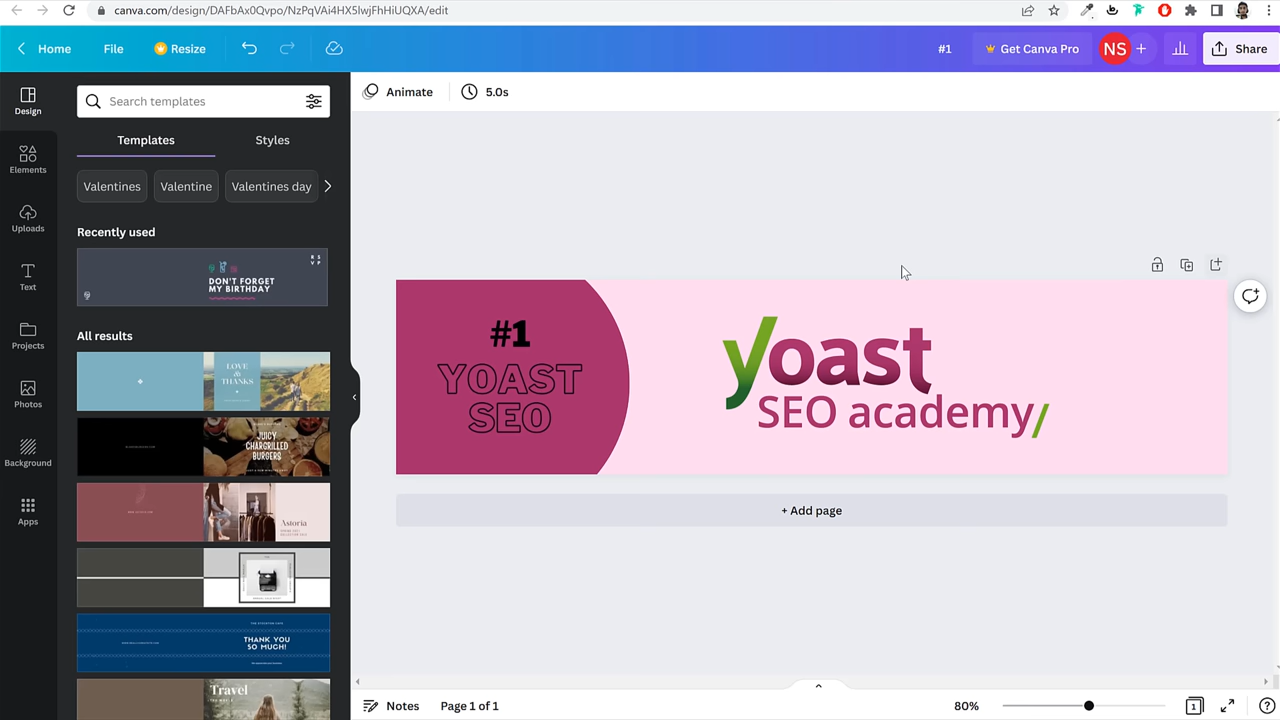 canva.com/design/DAFbAx0Qvpo/NzPqVAi4HX5IwjFhHiUQXA/edit
Home File Resize #1 Get Canva Pro NS + Share
Design
Elements
Uploads
Text
Projects
Photos
Background
Apps
Search templates
Templates Styles
Valentines Valentine Valentines day
Recently used
R S
V P
DON'T FORGET
MY BIRTHDAY
All results
LOVE
&
THANKS
JUICY
CHARGRILLED
BURGERS
Astoria
THANK YOU
SO MUCH!
Travel
Animate 5.0s
#1
YOAST
SEO
yoast
SEO academy/
+ Add page
Notes Page 1 of 1 80% 1